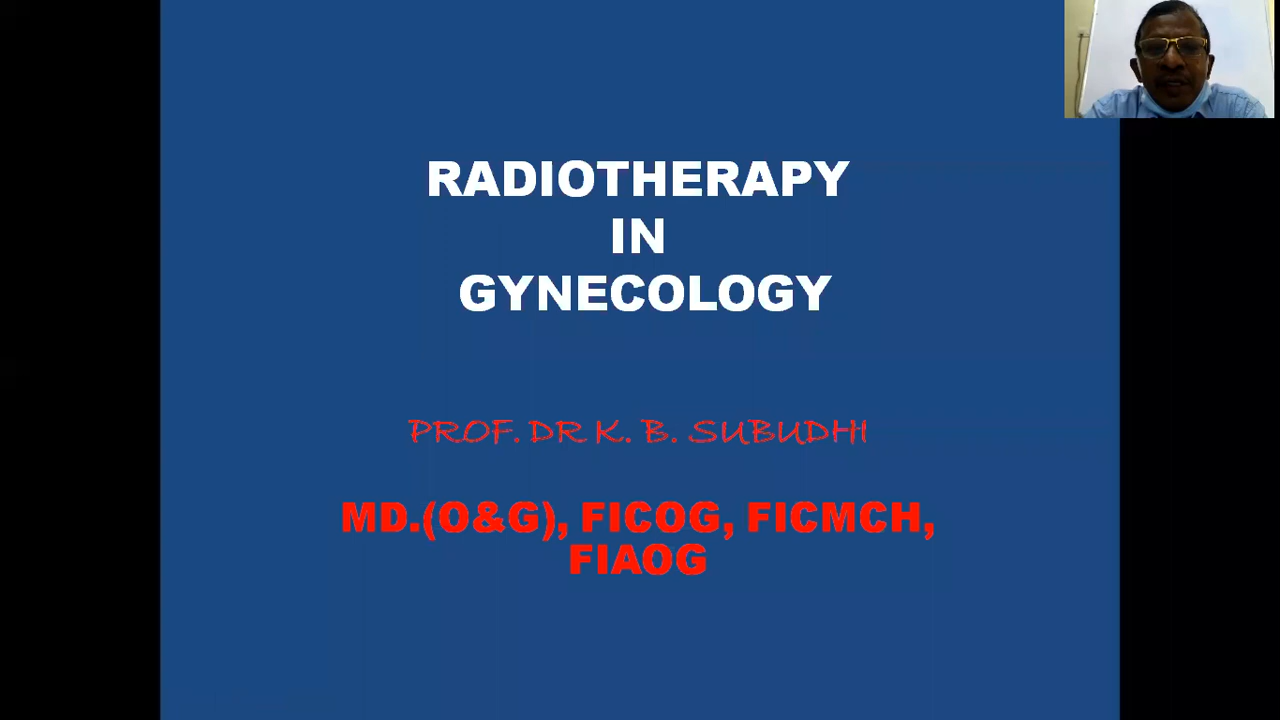 RADIOTHERAPY
IN
GYNECOLOGY
PROF. DR K. B. SUBUDHI
MD.(O&G), FICOG, FICMCH,
FIAOG